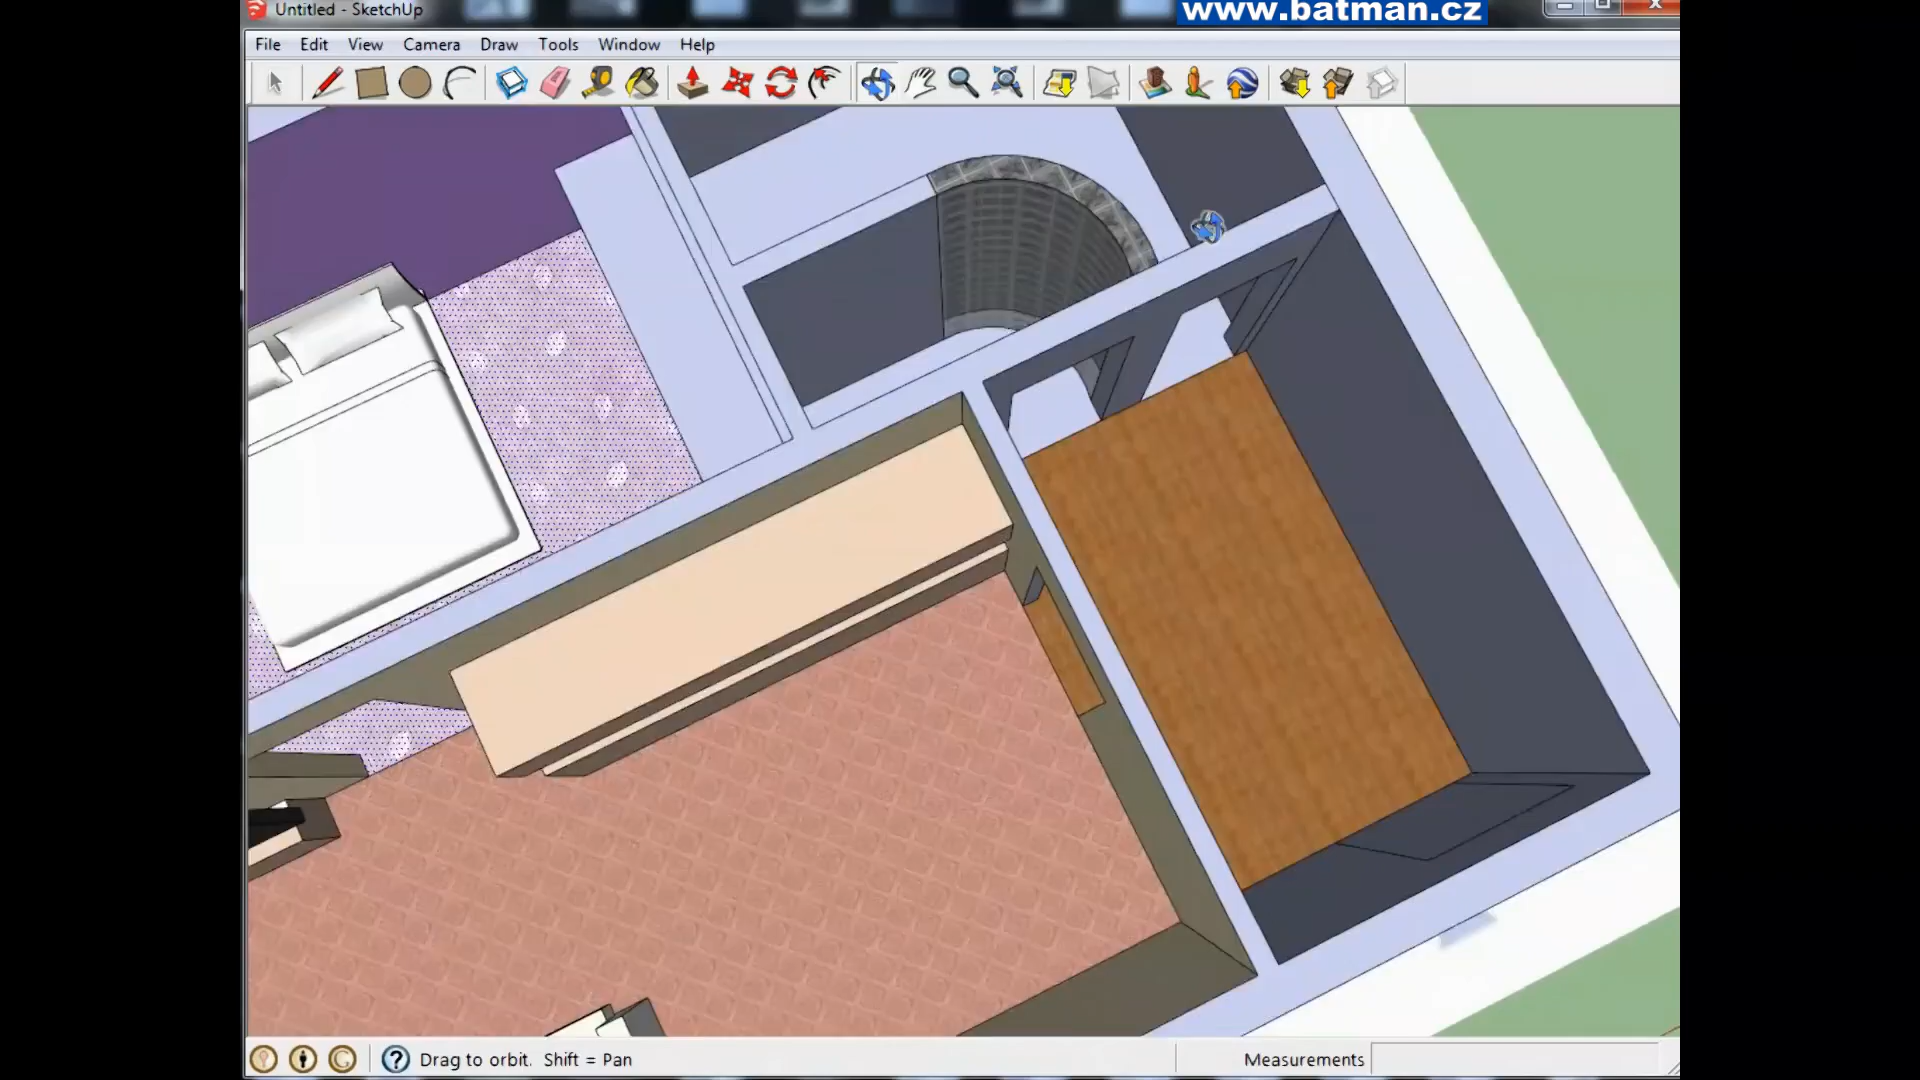 Untitled - SketchUp
www.batman.cz
File Edit View Camera Draw Tools Window Help
Drag to orbit. Shift = Pan
Measurements